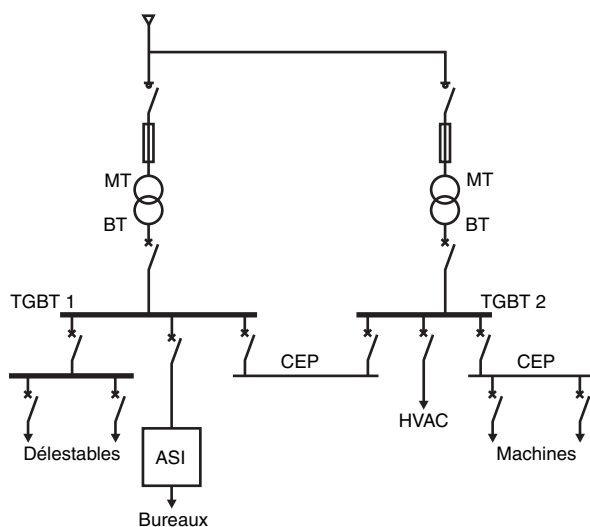 MT
MT
BT
BT
TGBT 1
TGBT 2
CEP
CEP
HVAC
Délestables
ASI
Machines
Bureaux